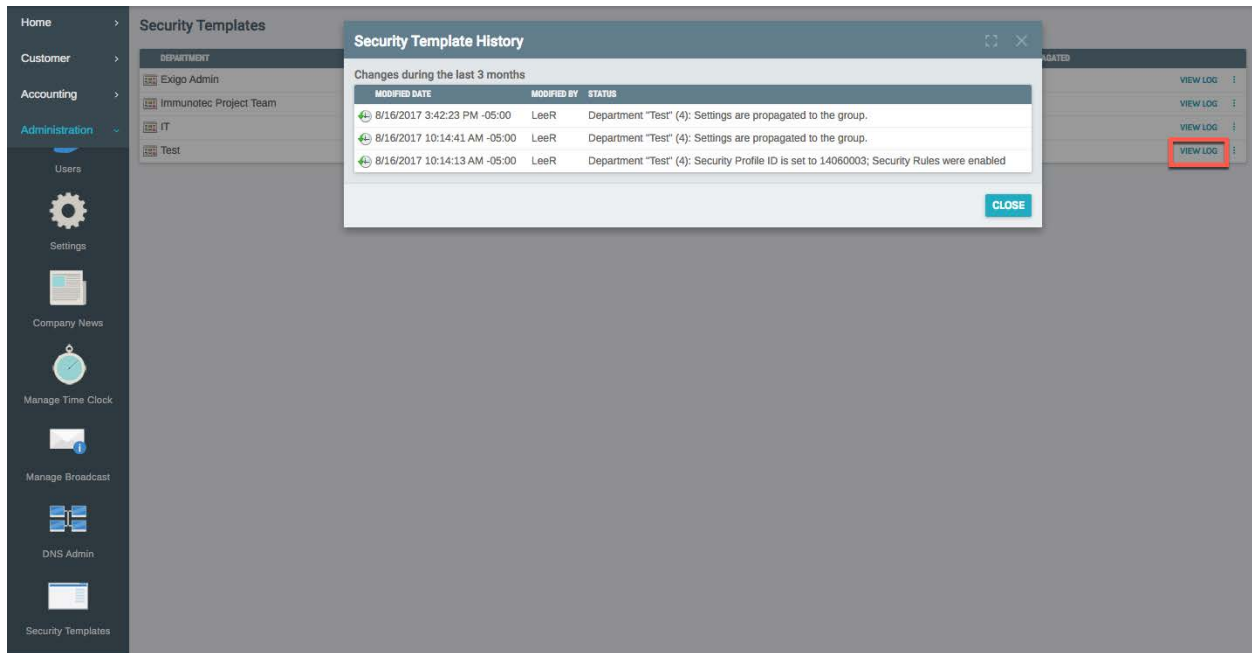 Home
Customer
Accounting
Administration
Users
Settings
Company News
Manage Time Clock
Manage Broadcast
DNS Admin
Security Templates
Security Templates
DEPARTMENT
Exigo Admin
Immunotec Project Team
IT
Test
Security Template History
Changes during the last 3 months
MODIFIED DATE MODIFIED BY STATUS
8/16/2017 3:42:23 PM -05:00 LeeR Department "Test" (4): Settings are propagated to the group.
8/16/2017 10:14:41 AM -05:00 LeeR Department "Test" (4): Settings are propagated to the group.
8/16/2017 10:14:13 AM -05:00 LeeR Department "Test" (4): Security Profile ID is set to 14060003; Security Rules were enabled
CLOSE
VIEW LOG
VIEW LOG
VIEW LOG
VIEW LOG